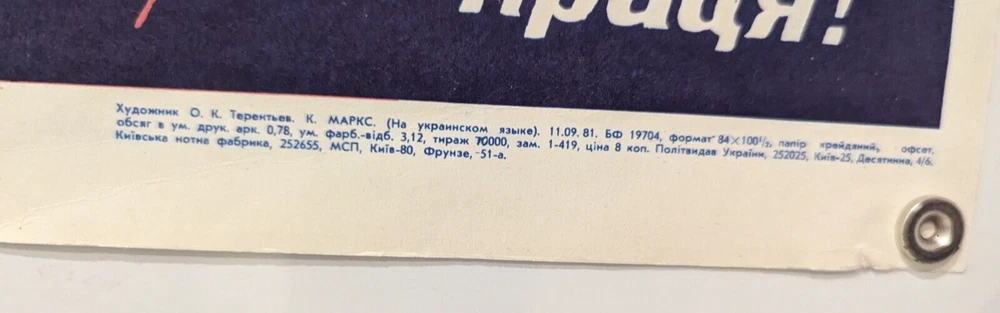 праця!
Художник О. К. Терентьев. К. МАРКС. (На украинском языке). 11.09. 81. БФ 19704, формат 84×100¹/₂, папір крейдяний, офсет,
обсяг в ум. друк. арк. 0,78, ум. фарб.-відб. 3,12, тираж 70000, зам. 1-419, ціна 8 коп. Політвидав України, 252025, Київ-25, Десятинна, 4/6.
Київська нотна фабрика, 252655, МСП, Київ-80, Фрунзе, 51-а.